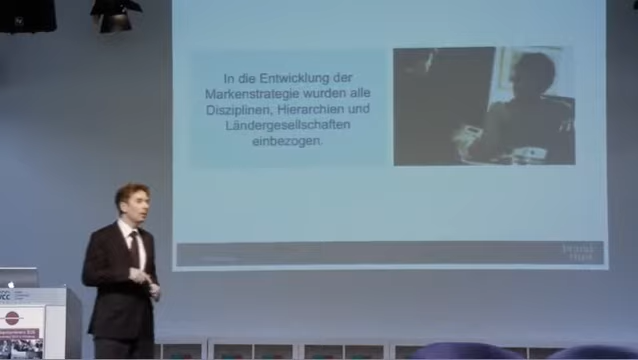 In die Entwicklung der
Markenstrategie wurden alle
Disziplinen, Hierarchien und
Ländergesellschaften
einbezogen.